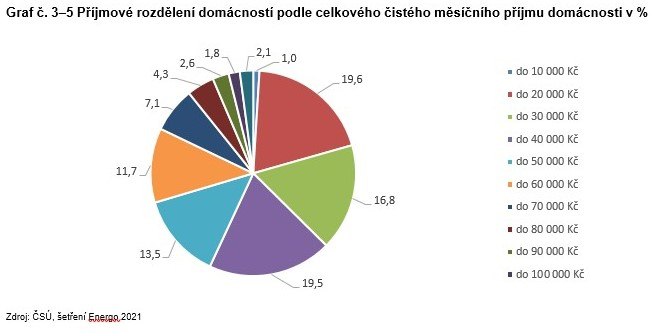 Graf č. 3–5 Příjmové rozdělení domácností podle celkového čistého měsíčního příjmu domácnosti v %
1,8
2,1
1,0
2,6
4,3
7,1
11,7
13,5
19,5
16,8
19,6
do 10 000 Kč
do 20 000 Kč
do 30 000 Kč
do 40 000 Kč
do 50 000 Kč
do 60 000 Kč
do 70 000 Kč
do 80 000 Kč
do 90 000 Kč
do 100 000 Kč
Zdroj: ČSÚ, šetření Energo 2021